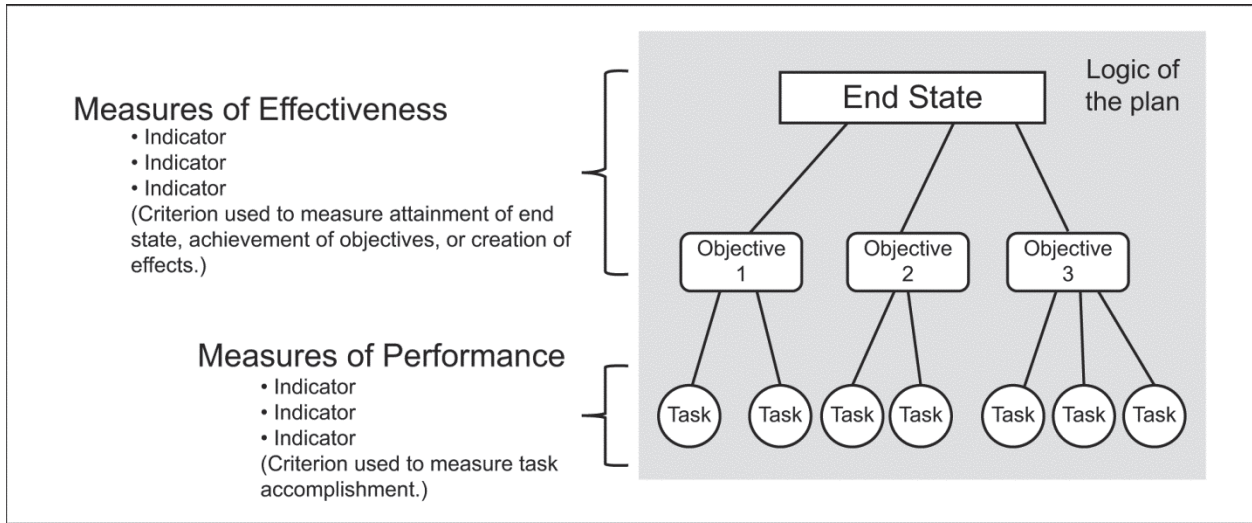 Measures of Effectiveness
• Indicator
• Indicator
• Indicator
(Criterion used to measure attainment of end
state, achievement of objectives, or creation of
effects.)
Measures of Performance
• Indicator
• Indicator
• Indicator
(Criterion used to measure task
accomplishment.)
Logic of
the plan
End State
Objective
1
Objective
2
Objective
3
Task
Task
Task
Task
Task
Task
Task